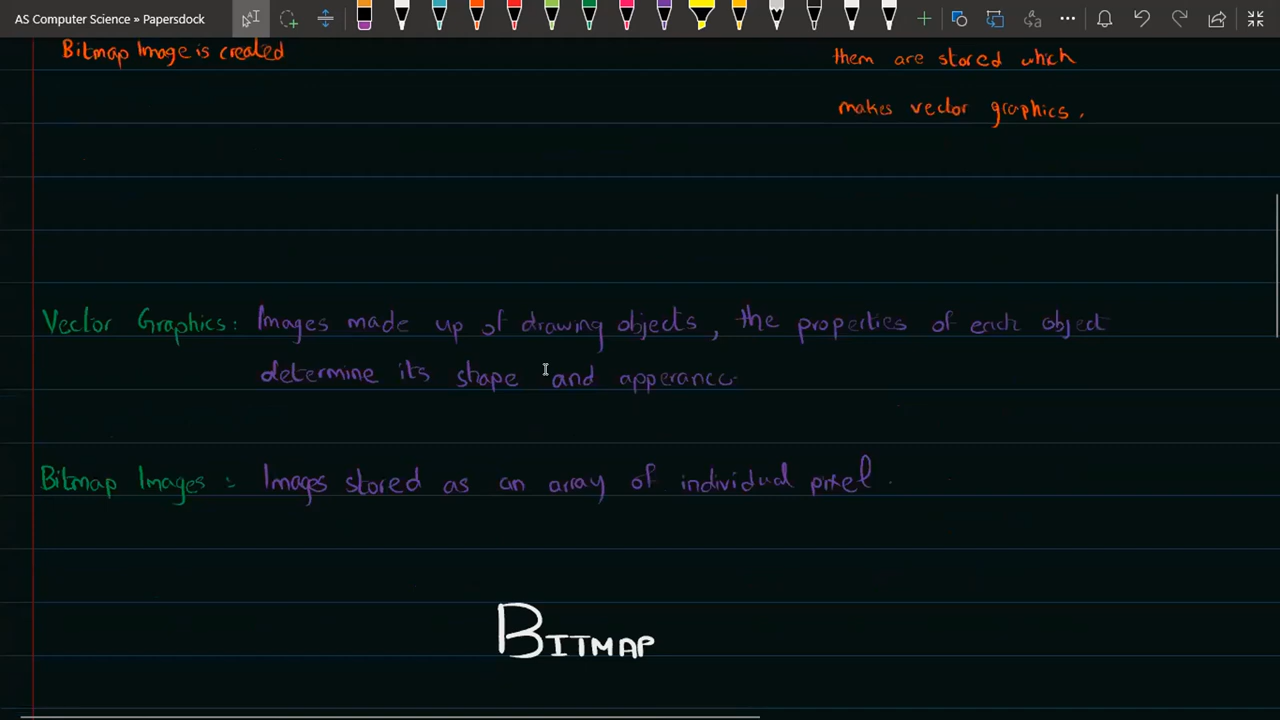 AS Computer Science » Papersdock
Bitmap Image is created
them are stored which
makes vector graphics.
Vector Graphics: Images made up of drawing objects, the properties of each object
determine its shape and apperance.
Bitmap Images: Images stored as an array of individual pixel.
BITMAP